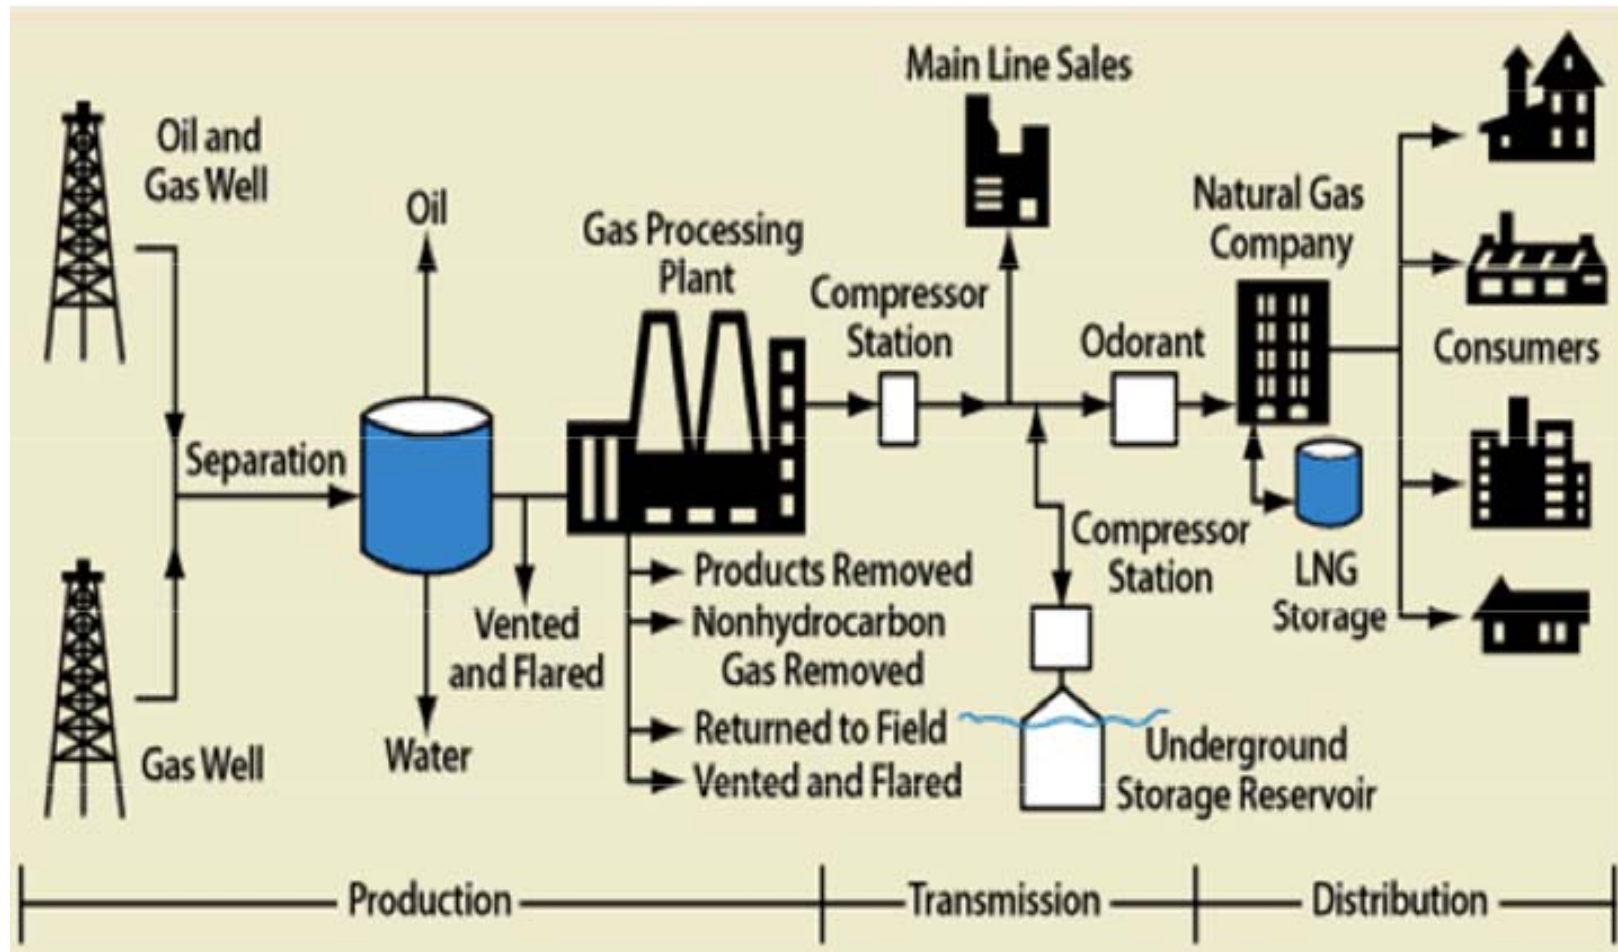 Main Line Sales
Oil and
Gas Well
Oil
Gas Processing
Plant
Natural Gas
Company
Compressor
Station
Odorant
Consumers
Separation
Compressor
Station
LNG
Storage
Products Removed
Vented
and Flared
Nonhydrocarbon
Gas Removed
Returned to Field
Vented and Flared
Water
Gas Well
Underground
Storage Reservoir
Production
Transmission
Distribution